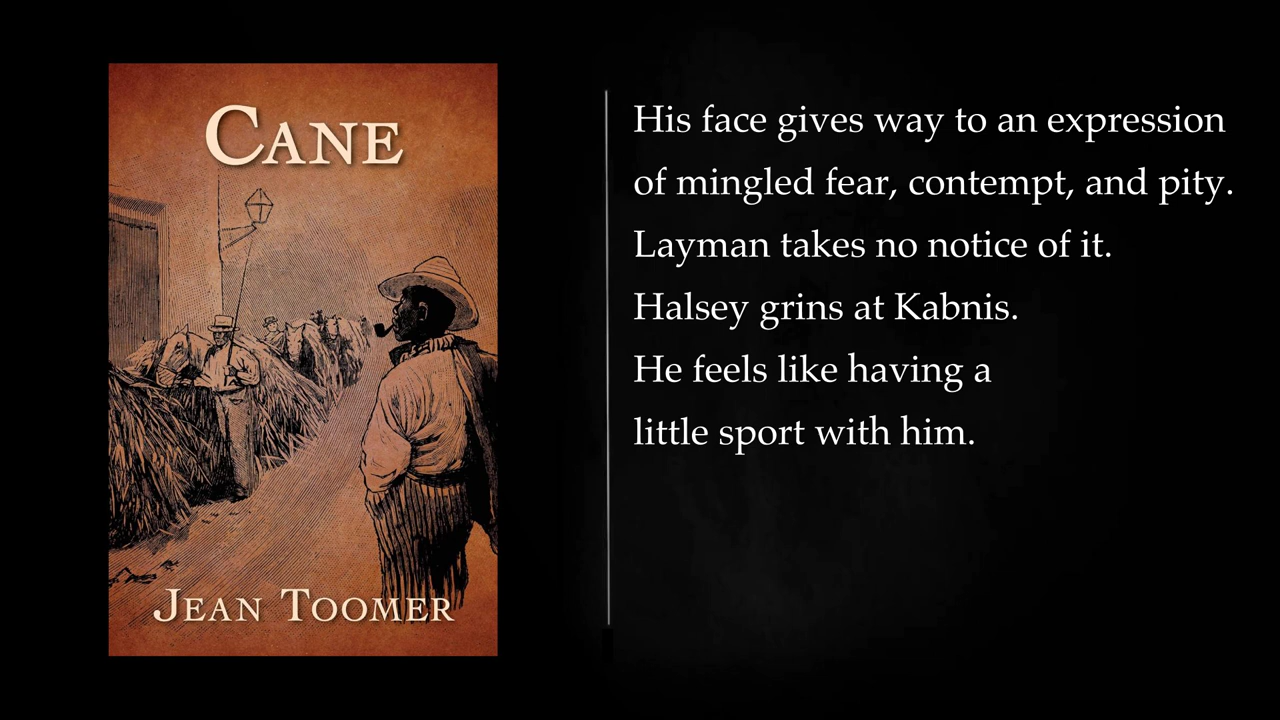 CANE
JEAN TOOMER
His face gives way to an expression
of mingled fear, contempt, and pity.
Layman takes no notice of it.
Halsey grins at Kabnis.
He feels like having a
little sport with him.